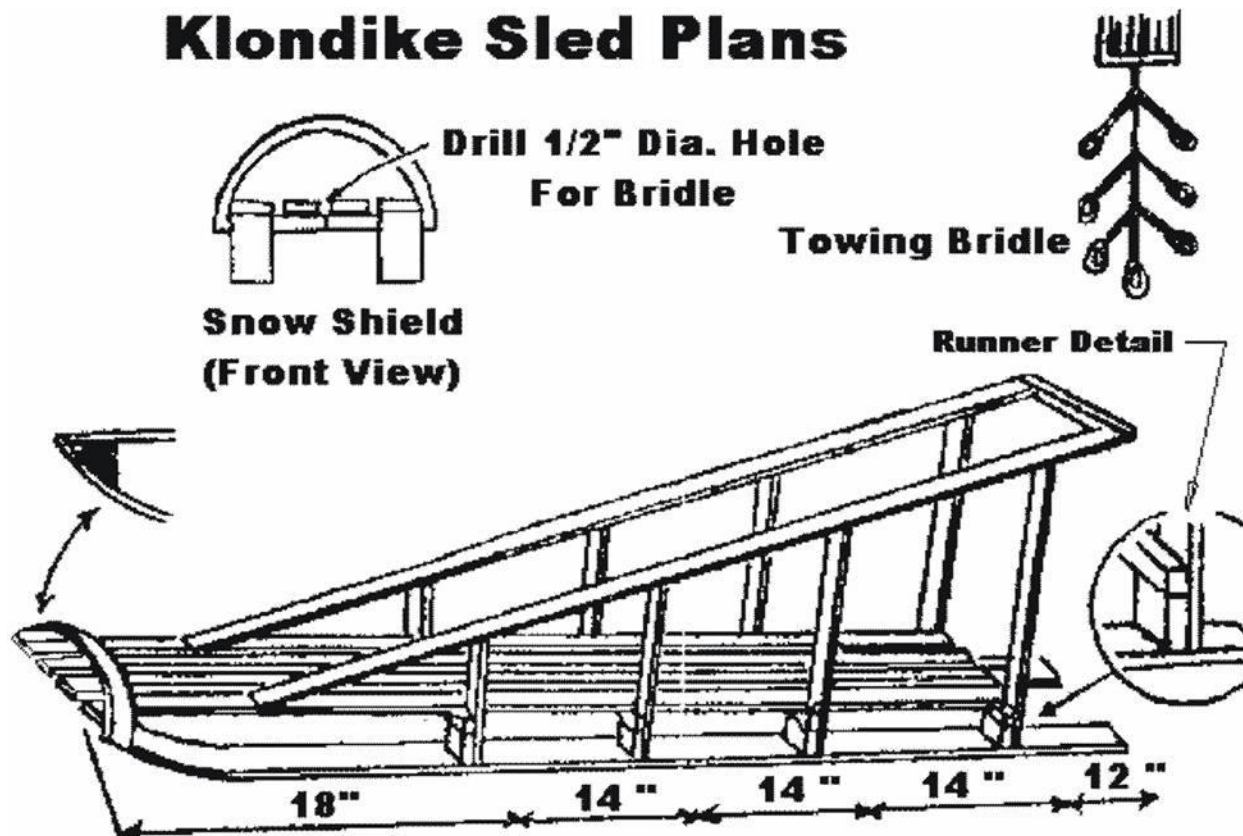 Klondike Sled Plans
Drill 1/2" Dia. Hole
For Bridle
Towing Bridle
Snow Shield
(Front View)
Runner Detail
18"
14 "
14 "
14 "
12 "